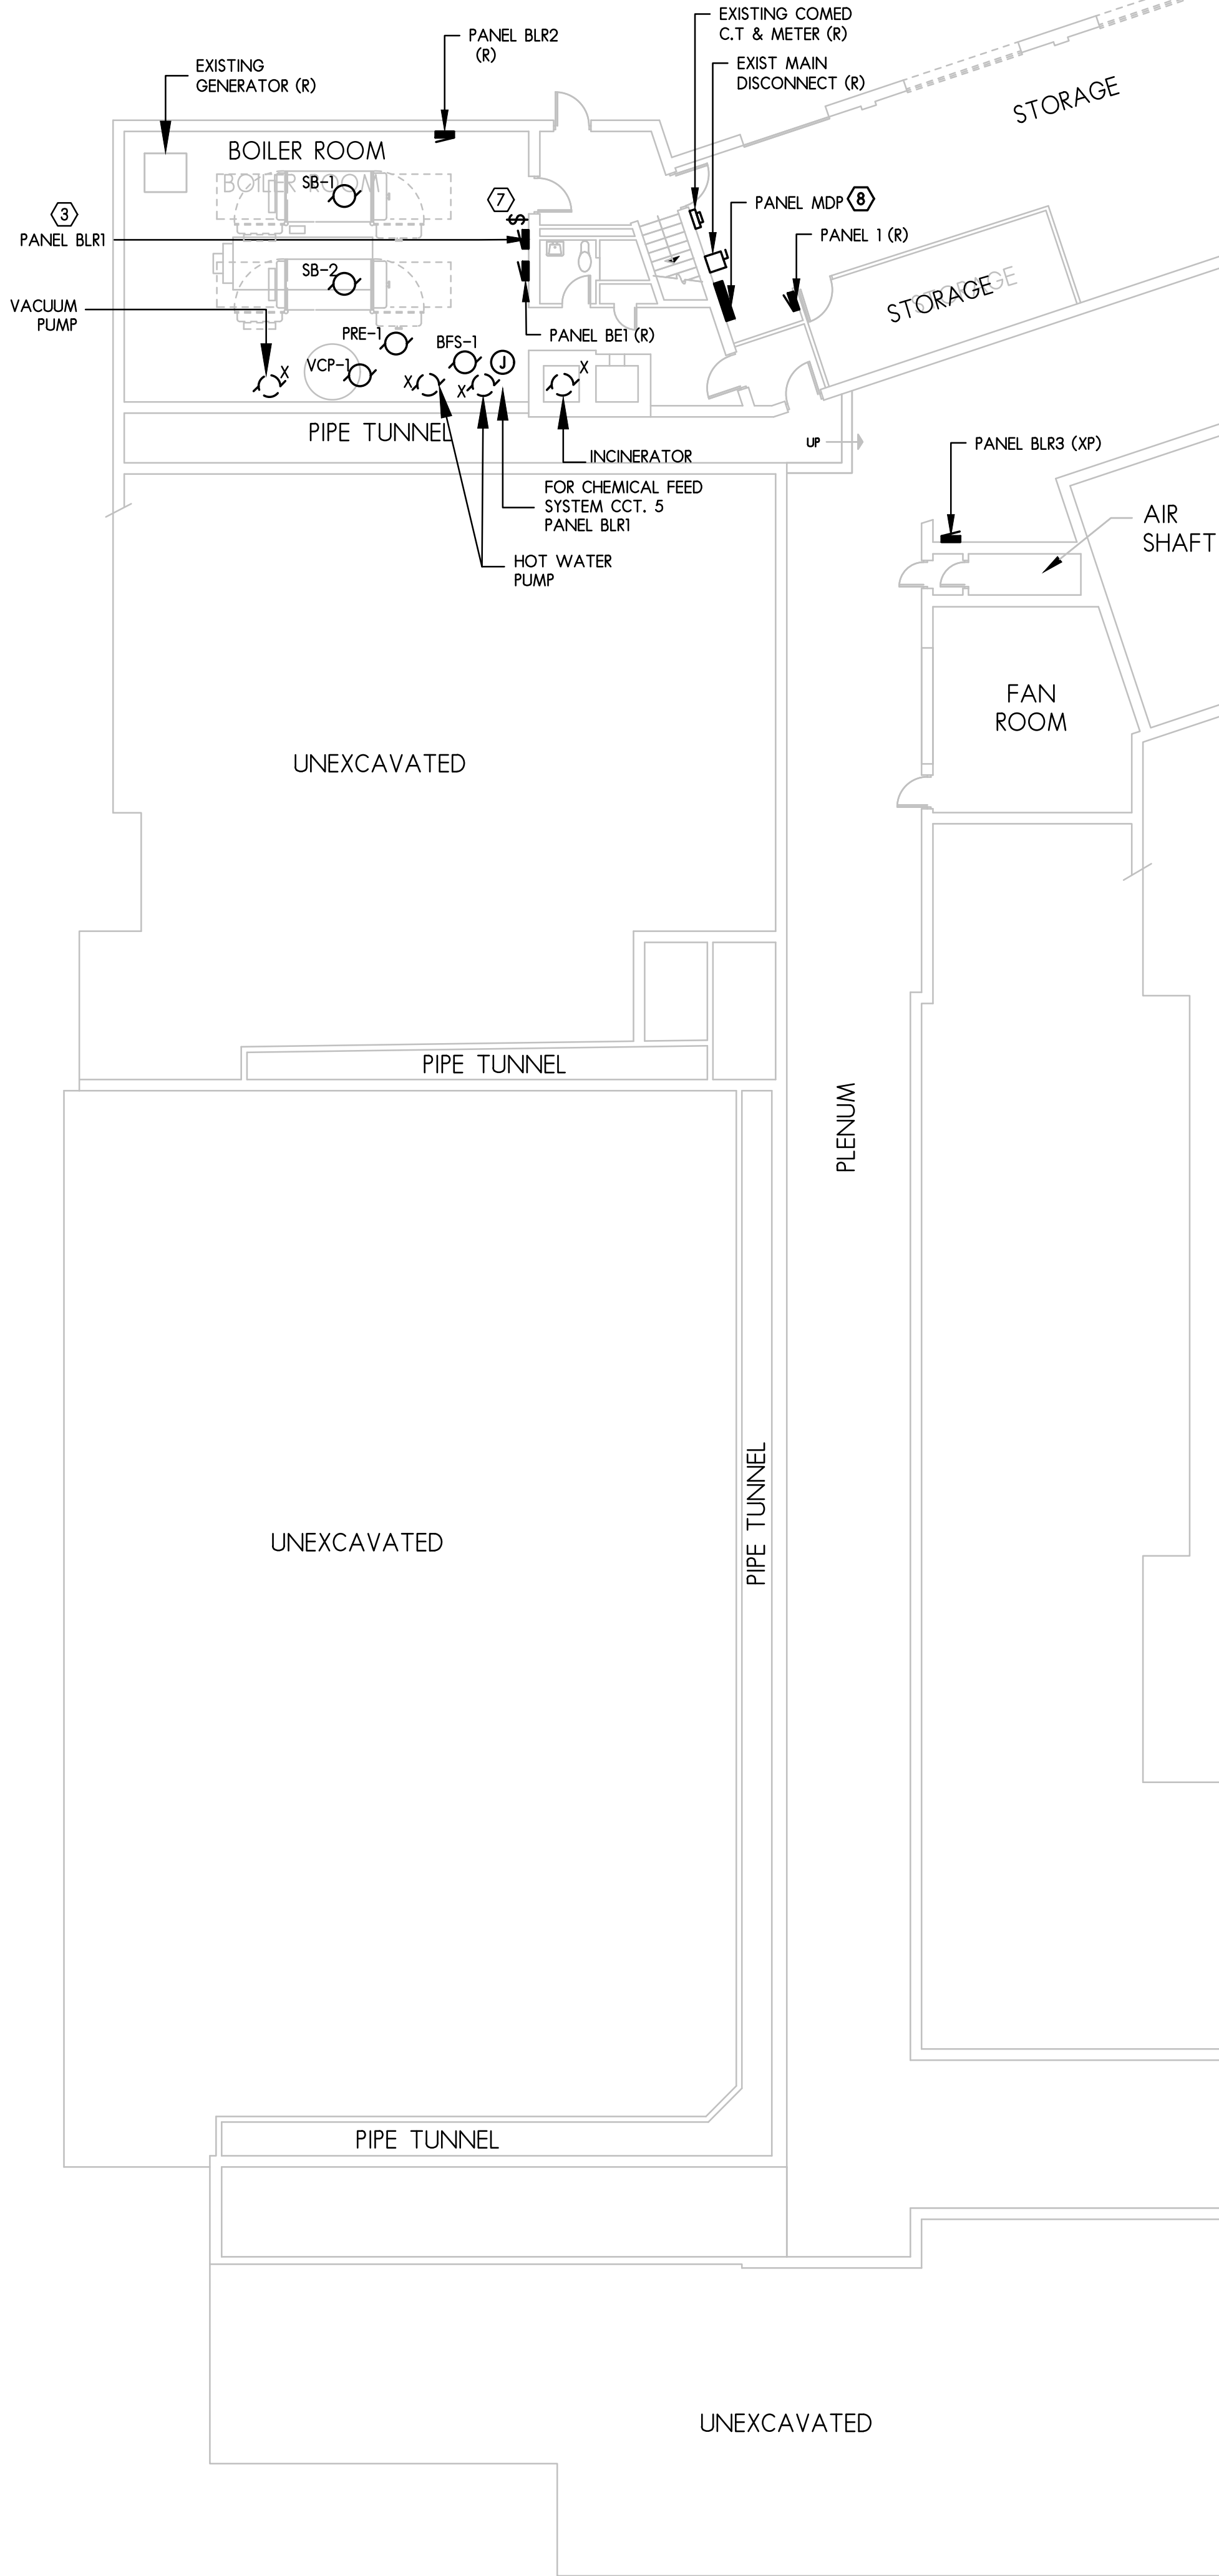 EXISTING COMED
C.T & METER (R)
PANEL BLR2
(R)
EXIST MAIN
DISCONNECT (R)
EXISTING
GENERATOR (R)
STORAGE
BOILER ROOM
BOILER ROOM
SB-1
7
8
PANEL MDP
3
PANEL BLR1
S
PANEL 1 (R)
SB-2
STORAGE
STORAGE
VACUUM
PUMP
PRE-1
BFS-1
PANEL BE1 (R)
VCP-1
J
X
X
X
X
PIPE TUNNEL
UP
PANEL BLR3 (XP)
INCINERATOR
FOR CHEMICAL FEED
SYSTEM CCT. 5
PANEL BLR1
AIR
SHAFT
HOT WATER
PUMP
FAN
ROOM
UNEXCAVATED
PIPE TUNNEL
PLENUM
PIPE TUNNEL
UNEXCAVATED
PIPE TUNNEL
UNEXCAVATED